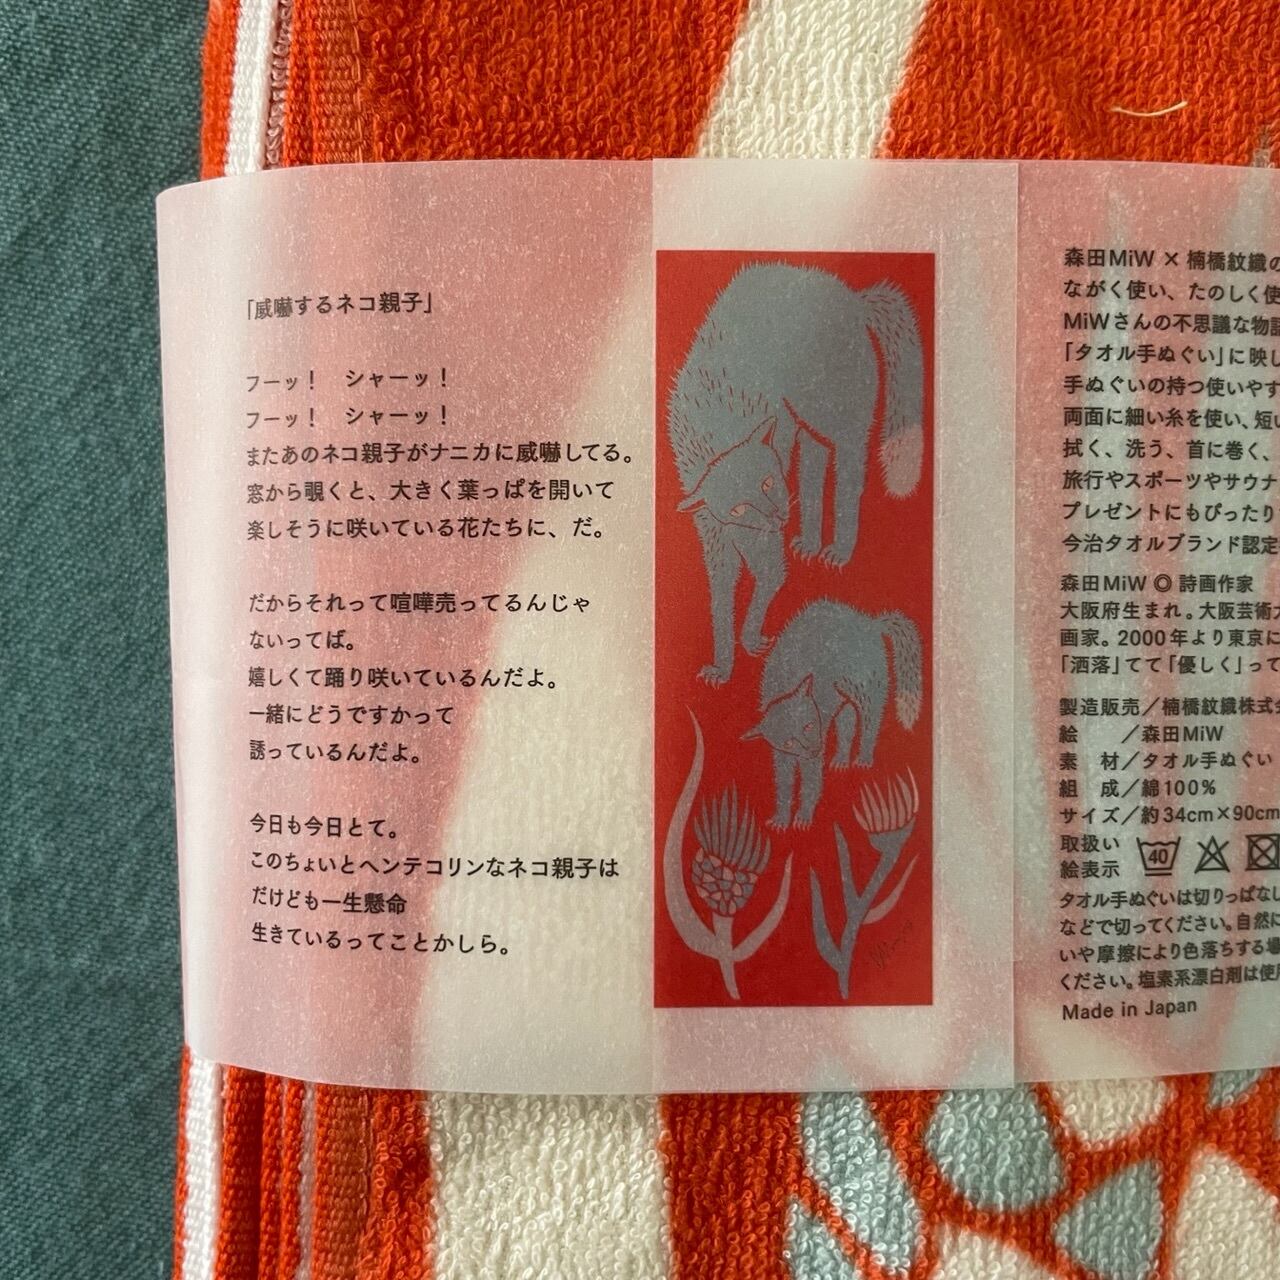 「威嚇するネコ親子」
フーッ！　シャーッ！
フーッ！　シャーッ！
またあのネコ親子がナニカに威嚇してる。
窓から覗くと、大きく葉っぱを開いて
楽しそうに咲いている花たちに、だ。
だからそれって喧嘩売ってるんじゃ
ないってば。
嬉しくて踊り咲いているんだよ。
一緒にどうですかって
誘っているんだよ。
今日も今日とて。
このちょいとヘンテコリンなネコ親子は
だけども一生懸命
生きているってことかしら。
森田MiW × 楠橋紋織の
ながく使い、たのしく使
MiWさんの不思議な物語
「タオル手ぬぐい」に映し
手ぬぐいの持つ使いやす
両面に細い糸を使い、短い
拭く、洗う、首に巻く、
旅行やスポーツやサウナ
プレゼントにもぴったり
今治タオルブランド認定
森田MiW ◎ 詩画作家
大阪府生まれ。大阪芸術大
画家。2000年より東京に
「洒落」てて「優しく」って
製造販売／楠橋紋織株式会
絵　　／森田MiW
素　材／タオル手ぬぐい
組　成／綿100%
サイズ／約34cm×90cm
取扱い
絵表示
40
タオル手ぬぐいは切りっぱなし
などで切ってください。自然に
いや摩擦により色落ちする場
ください。塩素系漂白剤は使用
Made in Japan